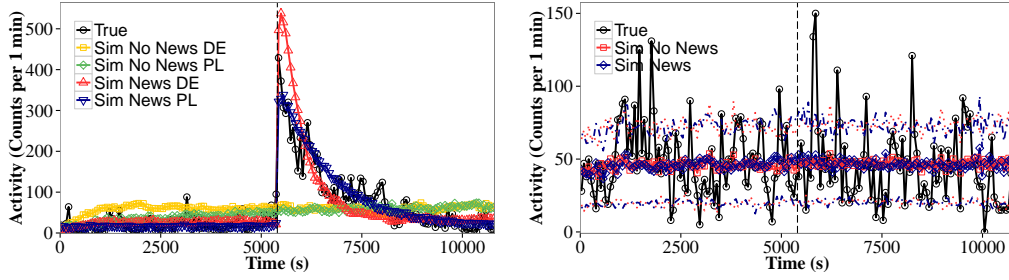 Activity (Counts per 1 min)
500
400
300
200
100
0
True
Sim No News DE
Sim No News PL
Sim News DE
Sim News PL
0 2500 5000 7500 10000
Time (s)
Activity (Counts per 1 min)
150
100
50
0
True
Sim No News
Sim News
0 2500 5000 7500 10000
Time (s)